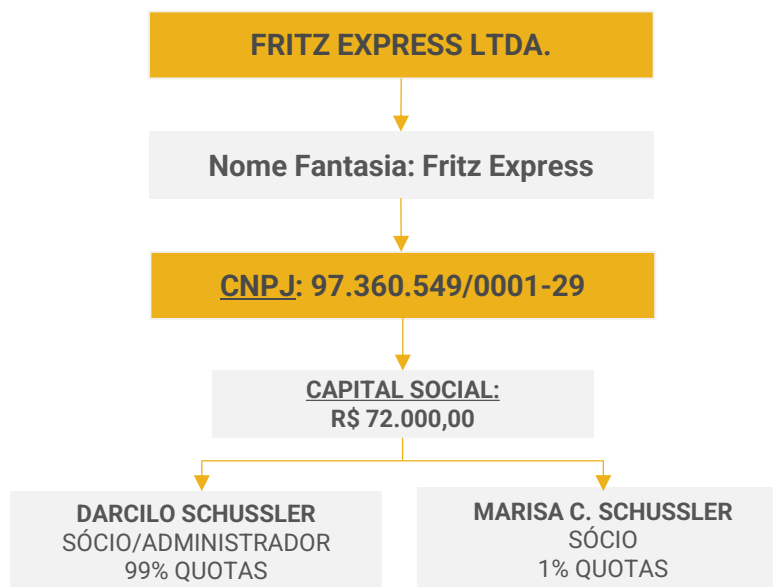 FRITZ EXPRESS LTDA.
Nome Fantasia: Fritz Express
CNPJ: 97.360.549/0001-29
CAPITAL SOCIAL:
R$ 72.000,00
DARCILO SCHUSSLER
SÓCIO/ADMINISTRADOR
99% QUOTAS
MARISA C. SCHUSSLER
SÓCIO
1% QUOTAS